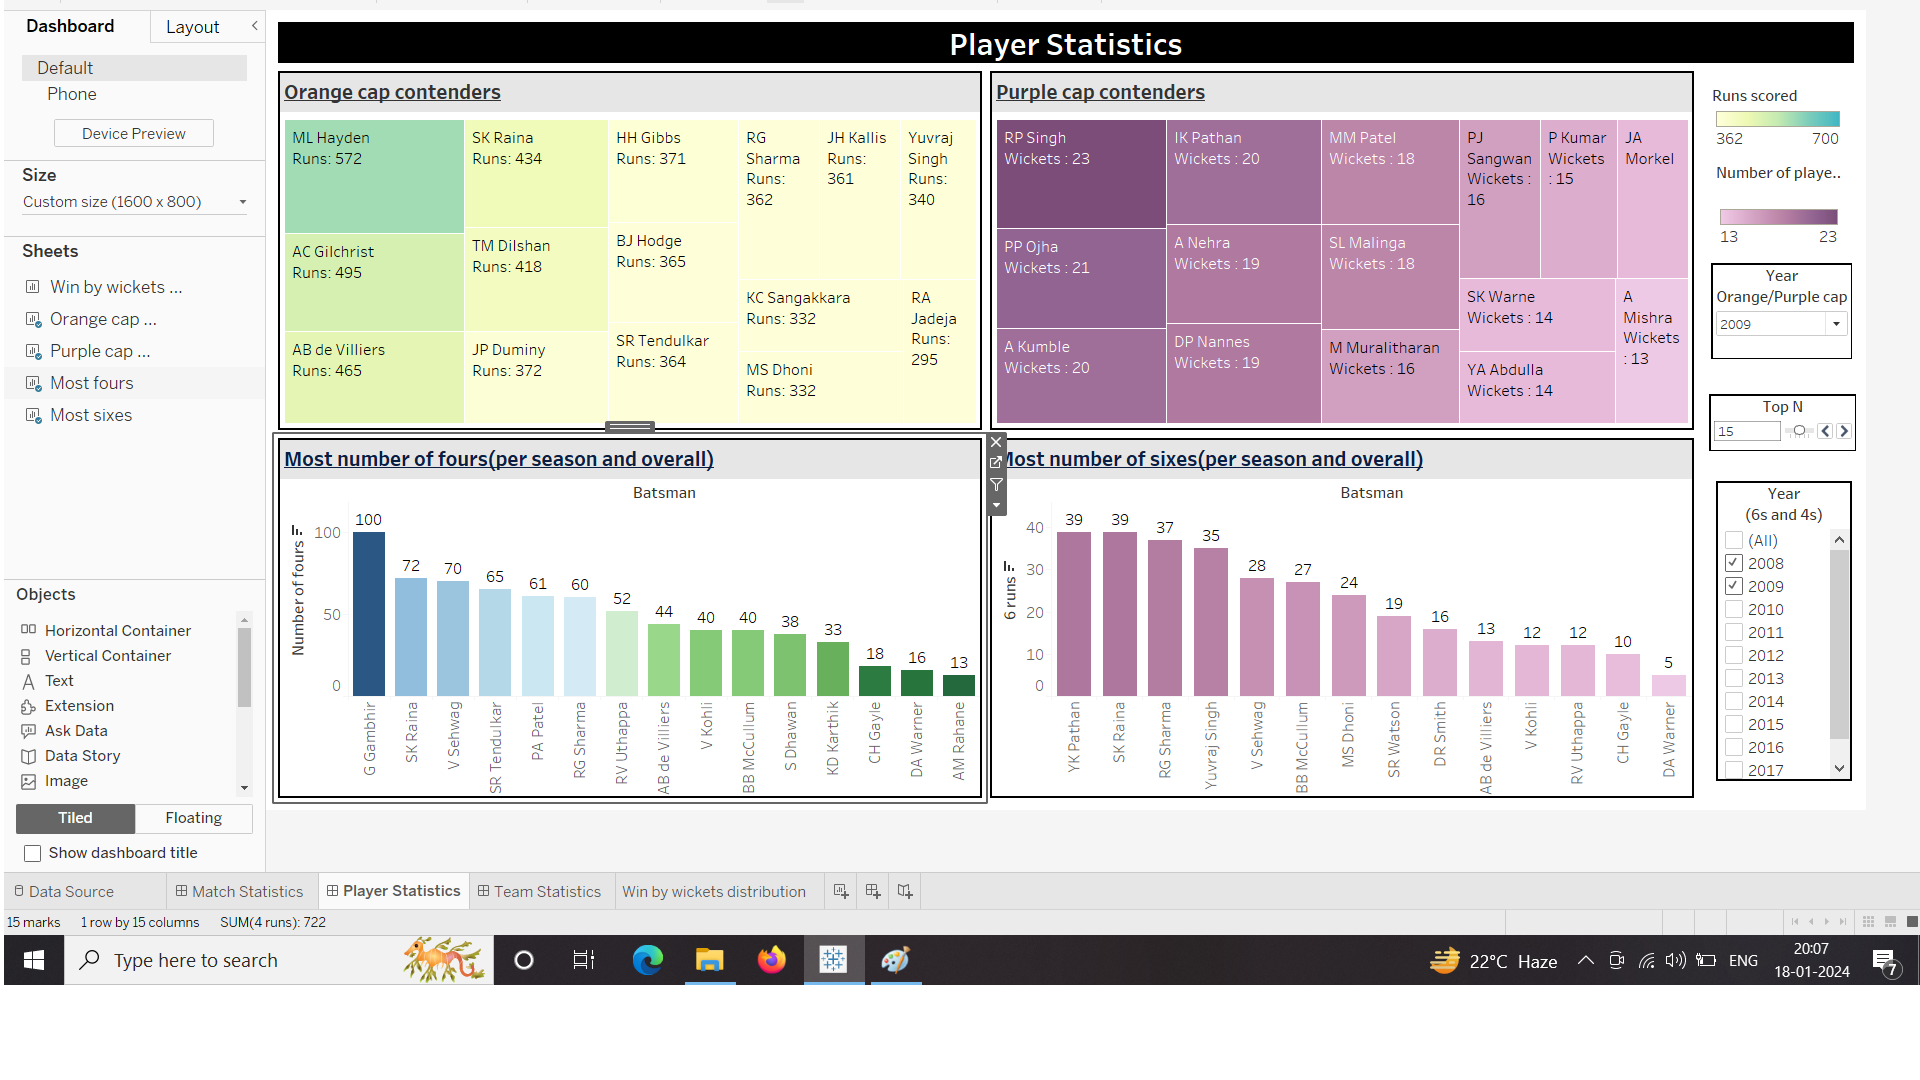 Dashboard
Layout
Default
Phone
Device Preview
Size
Custom size (1600 x 800)
Sheets
Win by wickets ...
Orange cap ...
Purple cap ...
Most fours
Most sixes
Objects
Horizontal Container
Vertical Container
Text
Extension
Ask Data
Data Story
Image
Tiled
Floating
Show dashboard title
Player Statistics
Orange cap contenders
ML Hayden
Runs: 572
AC Gilchrist
Runs: 495
AB de Villiers
Runs: 465
SK Raina
Runs: 434
TM Dilshan
Runs: 418
JP Duminy
Runs: 372
HH Gibbs
Runs: 371
BJ Hodge
Runs: 365
SR Tendulkar
Runs: 364
RG
Sharma
Runs:
362
JH Kallis
Runs:
361
Yuvraj
Singh
Runs:
340
KC Sangakkara
Runs: 332
MS Dhoni
Runs: 332
RA
Jadeja
Runs:
295
Purple cap contenders
RP Singh
Wickets : 23
PP Ojha
Wickets : 21
A Kumble
Wickets : 20
IK Pathan
Wickets : 20
A Nehra
Wickets : 19
DP Nannes
Wickets : 19
MM Patel
Wickets : 18
SL Malinga
Wickets : 18
M Muralitharan
Wickets : 16
PJ
Sangwan
Wickets :
16
P Kumar
Wickets
: 15
JA
Morkel
SK Warne
Wickets : 14
YA Abdulla
Wickets : 14
A
Mishra
Wickets
: 13
Most number of fours(per season and overall)
Batsman
Number of fours
100
50
0
100
72
70
65
61
60
52
44
40
40
38
33
18
16
13
G Gambhir
SK Raina
V Sehwag
SR Tendulkar
PA Patel
RG Sharma
RV Uthappa
AB de Villiers
V Kohli
BB McCullum
S Dhawan
KD Karthik
CH Gayle
DA Warner
AM Rahane
Most number of sixes(per season and overall)
Batsman
6 runs
40
30
20
10
0
39
39
37
35
28
27
24
19
16
13
12
12
10
5
YK Pathan
SK Raina
RG Sharma
Yuvraj Singh
V Sehwag
BB McCullum
MS Dhoni
SR Watson
DR Smith
AB de Villiers
V Kohli
RV Uthappa
CH Gayle
DA Warner
Runs scored
362 700
Number of playe..
13 23
Year
Orange/Purple cap
2009
Top N
15
Year
(6s and 4s)
(All)
2008
2009
2010
2011
2012
2013
2014
2015
2016
2017
Data Source
Match Statistics
Player Statistics
Team Statistics
Win by wickets distribution
15 marks
1 row by 15 columns
SUM(4 runs): 722
Type here to search
22°C Haze
ENG
20:07
18-01-2024
7